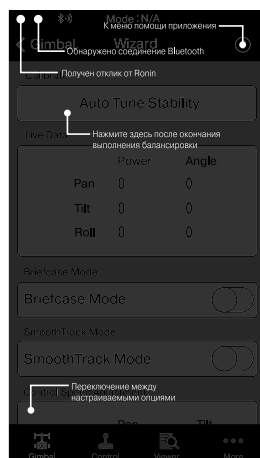 Mode:N/A
К меню помощи приложения
Gimbal Wizard
Обнаружено соединение Bluetooth
Получен отклик от Ronin
Auto Tune Stability
Live Data
Нажмите здесь после окончания
выполнения балансировки
Power Angle
Pan 0 0
Tilt 0 0
Roll 0 0
Briefcase Mode
Briefcase Mode
SmoothTrack Mode
SmoothTrack Mode
Переключение между
настраиваемыми опциями
Pan Tilt
Gimbal Control Viewer More